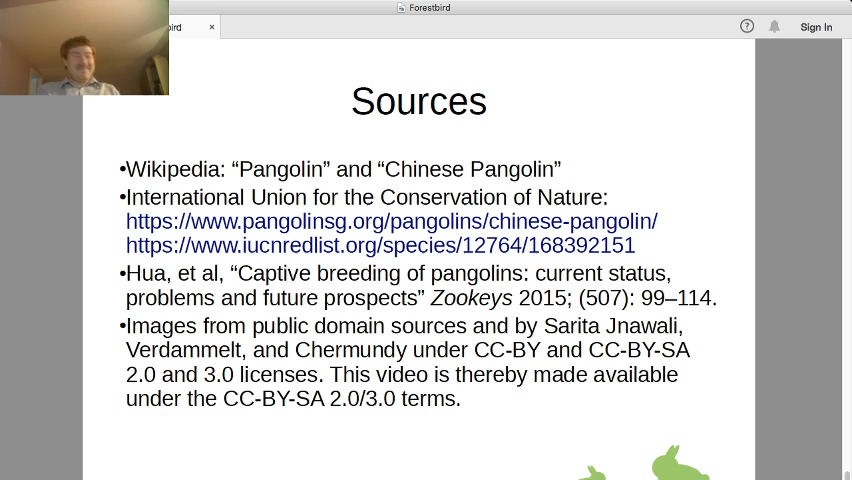 Forestbird
bird ×
? Sign In
Sources
•Wikipedia: “Pangolin” and “Chinese Pangolin”
•International Union for the Conservation of Nature:
https://www.pangolinsg.org/pangolins/chinese-pangolin/
https://www.iucnredlist.org/species/12764/168392151
•Hua, et al, “Captive breeding of pangolins: current status,
problems and future prospects” Zookeys 2015; (507): 99–114.
•Images from public domain sources and by Sarita Jnawali,
Verdammelt, and Chermundy under CC-BY and CC-BY-SA
2.0 and 3.0 licenses. This video is thereby made available
under the CC-BY-SA 2.0/3.0 terms.